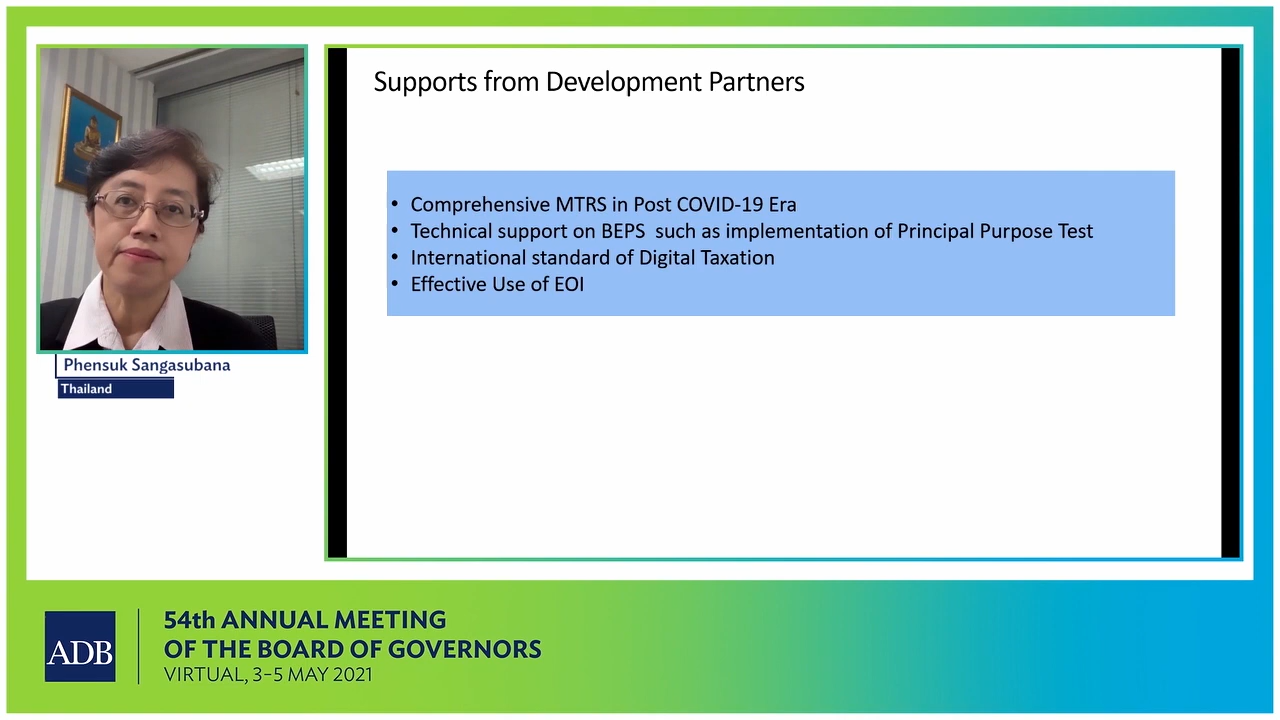 Supports from Development Partners
• Comprehensive MTRS in Post COVID-19 Era
• Technical support on BEPS  such as implementation of Principal Purpose Test
• International standard of Digital Taxation
• Effective Use of EOI
Phensuk Sangasubana
Thailand
ADB
54th ANNUAL MEETING
OF THE BOARD OF GOVERNORS
VIRTUAL, 3–5 MAY 2021